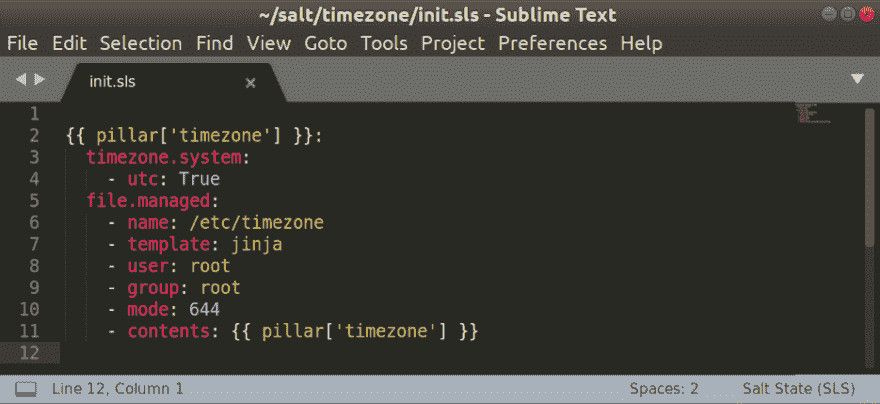 ~/salt/timezone/init.sls - Sublime Text
File Edit Selection Find View Goto Tools Project Preferences Help
init.sls ×
1
2 {{ pillar['timezone'] }}:
3   timezone.system:
4     - utc: True
5   file.managed:
6     - name: /etc/timezone
7     - template: jinja
8     - user: root
9     - group: root
10     - mode: 644
11     - contents: {{ pillar['timezone'] }}
12
Line 12, Column 1 Spaces: 2 Salt State (SLS)